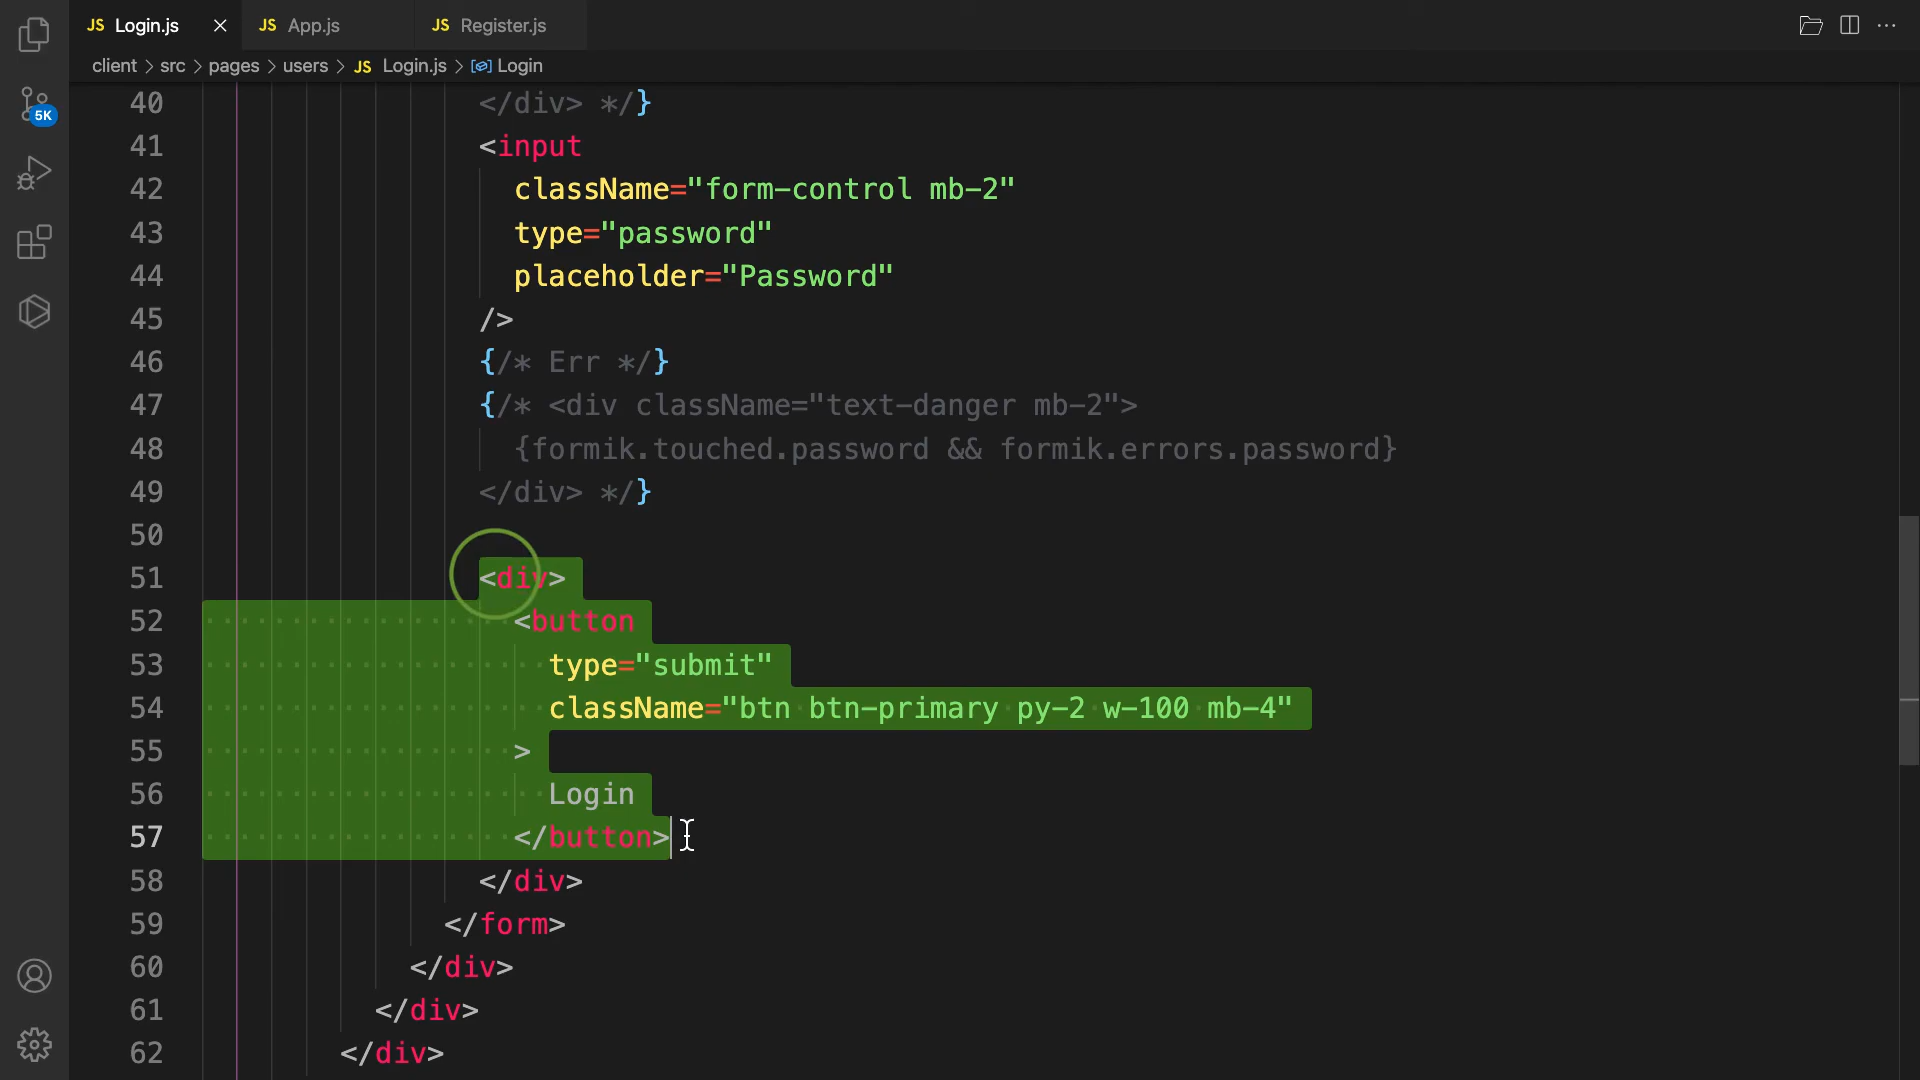 JS Login.js × JS App.js JS Register.js
client > src > pages > users > JS Login.js > Login
5K
40 </div> */}
41 <input
42 className="form-control mb-2"
43 type="password"
44 placeholder="Password"
45 />
46 {/* Err */}
47 {/* <div className="text-danger mb-2">
48 {formik.touched.password && formik.errors.password}
49 </div> */}
50
51 <div>
52 <button
53 type="submit"
54 className="btn btn-primary py-2 w-100 mb-4"
55 >
56 Login
57 </button>
58 </div>
59 </form>
60 </div>
61 </div>
62 </div>